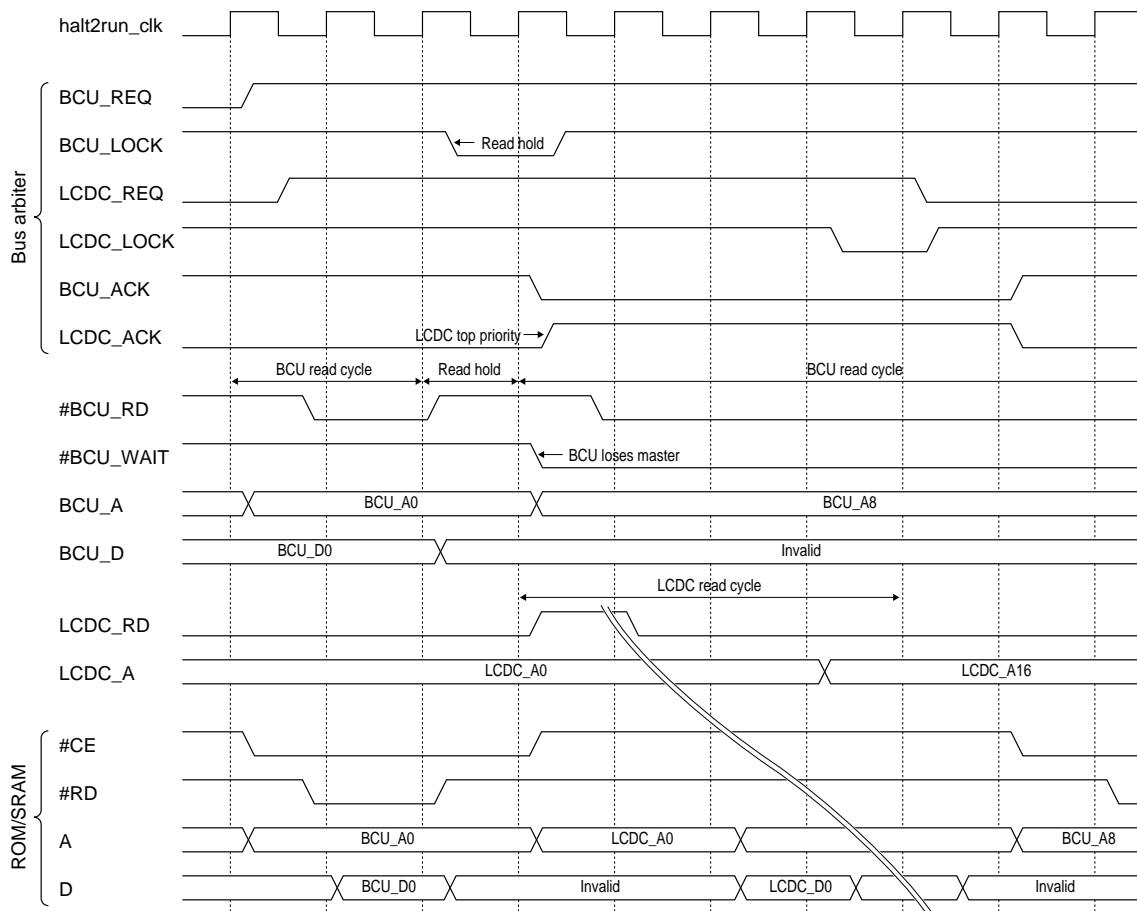 halt2run_clk
Bus arbiter
BCU_REQ
BCU_LOCK
Read hold
LCDC_REQ
LCDC_LOCK
BCU_ACK
LCDC_ACK
LCDC top priority
BCU read cycle
Read hold
BCU read cycle
#BCU_RD
#BCU_WAIT
BCU loses master
BCU_A
BCU_A0
BCU_A8
BCU_D
BCU_D0
Invalid
LCDC read cycle
LCDC_RD
LCDC_A
LCDC_A0
LCDC_A16
ROM/SRAM
#CE
#RD
A
BCU_A0
LCDC_A0
BCU_A8
D
BCU_D0
Invalid
LCDC_D0
Invalid